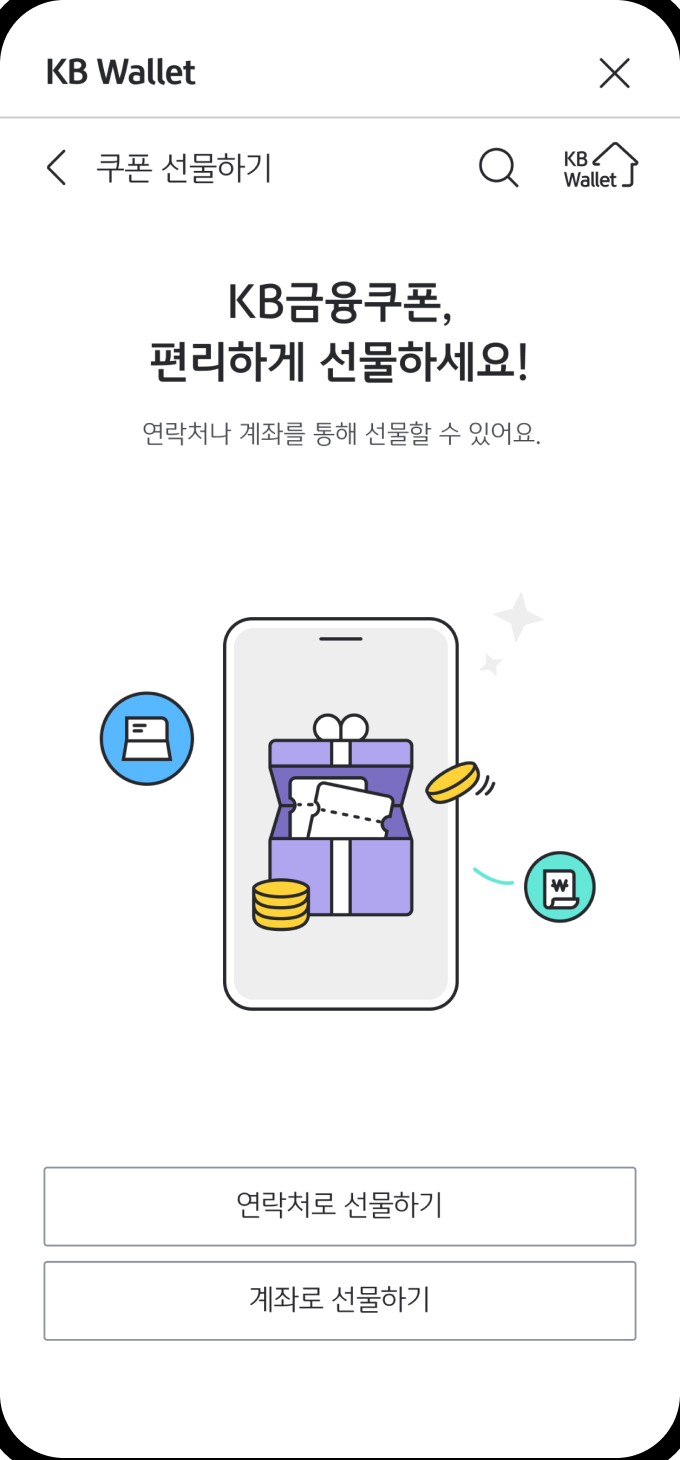 KB Wallet
쿠폰 선물하기
KB
Wallet
KB금융쿠폰,
편리하게 선물하세요!
연락처나 계좌를 통해 선물할 수 있어요.
₩
연락처로 선물하기
계좌로 선물하기